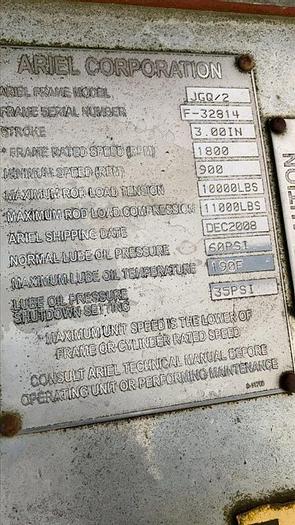 ARIEL CORPORATION
ARIEL FRAME MODEL JGQ/2
FRAME SERIAL NUMBER F-32814
STROKE 3.00IN
* FRAME RATED SPEED (RPM) 1800
MINIMUM SPEED (RPM) 900
MAXIMUM ROD LOAD TENSION 10000LBS
MAXIMUM ROD LOAD COMPRESSION 11000LBS
ARIEL SHIPPING DATE DEC2008
NORMAL LUBE OIL PRESSURE 60PSI
MAXIMUM LUBE OIL TEMPERATURE 190F
LUBE OIL PRESSURE
SHUTDOWN SETTING 35PSI
*MAXIMUM UNIT SPEED IS THE LOWER OF
FRAME OR CYLINDER RATED SPEED
CONSULT ARIEL TECHNICAL MANUAL BEFORE
OPERATING UNIT OR PERFORMING MAINTENANCE